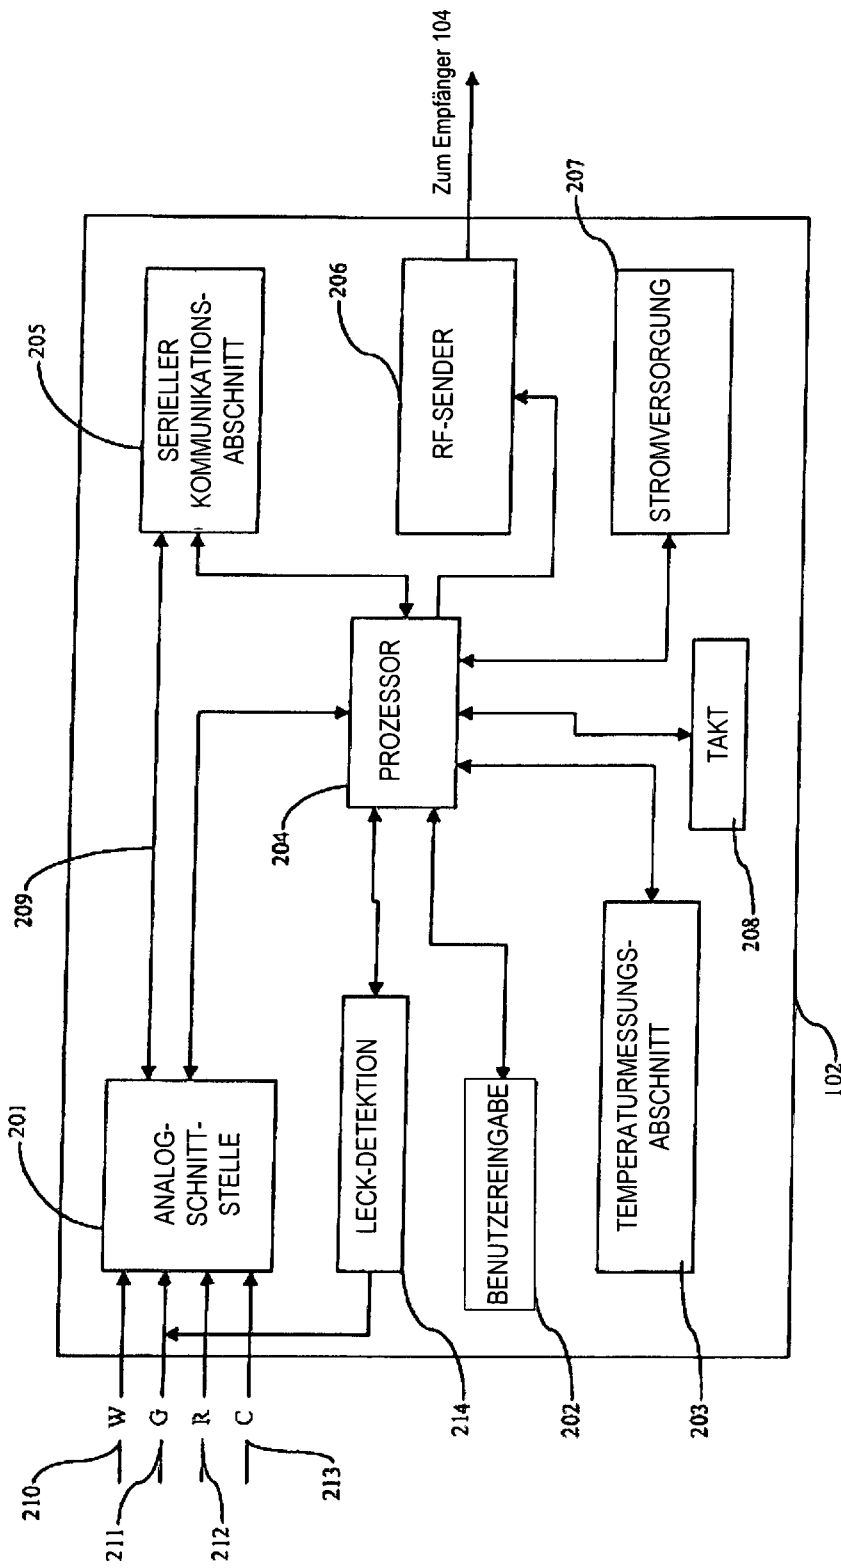 210
W
211
G
212
R
213
C
201
ANALOG-
SCHNITT-
STELLE
209
205
SERIELLER
KOMMUNIKATIONS-
ABSCHNITT
214
LECK-DETEKTION
204
PROZESSOR
206
RF-SENDER
Zum Empfänger 104
202
BENUTZEREINGABE
203
TEMPERATURMESSUNGS-
ABSCHNITT
208
TAKT
207
STROMVERSORGUNG
102